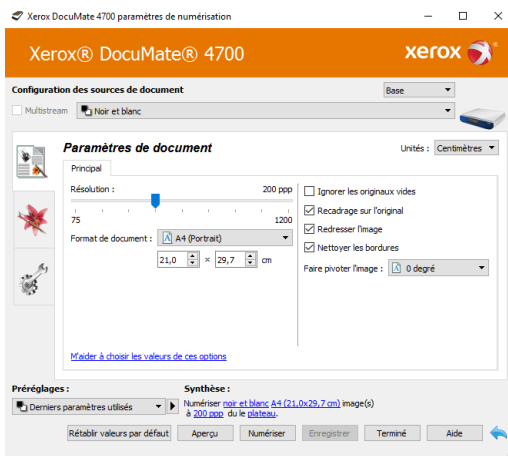 Xerox DocuMate 4700 paramètres de numérisation
Xerox® DocuMate® 4700
xerox
Configuration des sources de document
Base
Multistream
Noir et blanc
Paramètres de document
Unités : Centimètres
Principal
Résolution : 200 ppp
75 1200
Format de document : A4 (Portrait)
21,0 × 29,7 cm
Ignorer les originaux vides
Recadrage sur l'original
Redresser l'image
Nettoyer les bordures
Faire pivoter l'image : 0 degré
M'aider à choisir les valeurs de ces options
Préréglages :
Derniers paramètres utilisés
Synthèse :
Numériser noir et blanc A4 (21,0x29,7 cm) image(s)
à 200 ppp du le plateau.
Rétablir valeurs par défaut Aperçu Numériser Enregistrer Terminé Aide